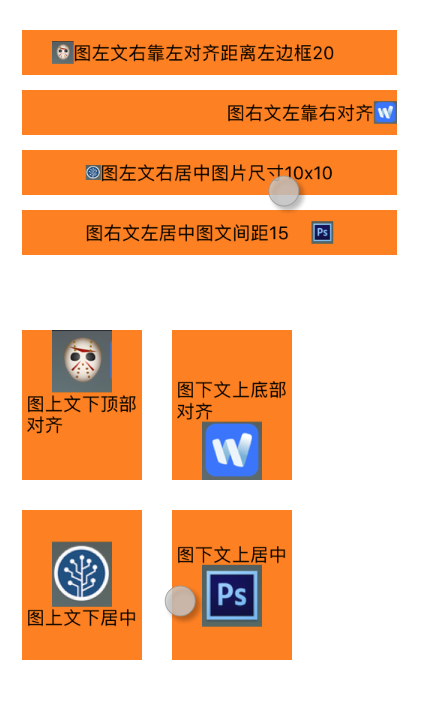 图左文右靠左对齐距离左边框20
图右文左靠右对齐
图左文右居中图片尺寸10x10
图右文左居中图文间距15 Ps
图上文下顶部
对齐
图下文上底部
对齐
图上文下居中
图下文上居中
Ps